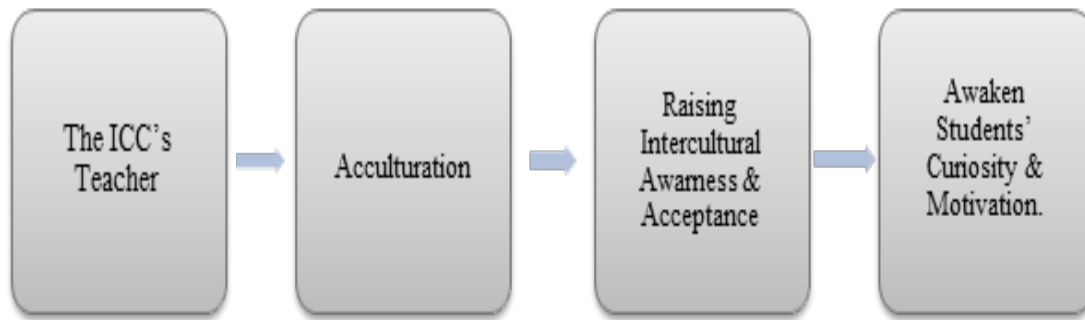 The ICC’s
Teacher
Acculturation
Raising
Intercultural
Awarness &
Acceptance
Awaken
Students’
Curiosity &
Motivation.